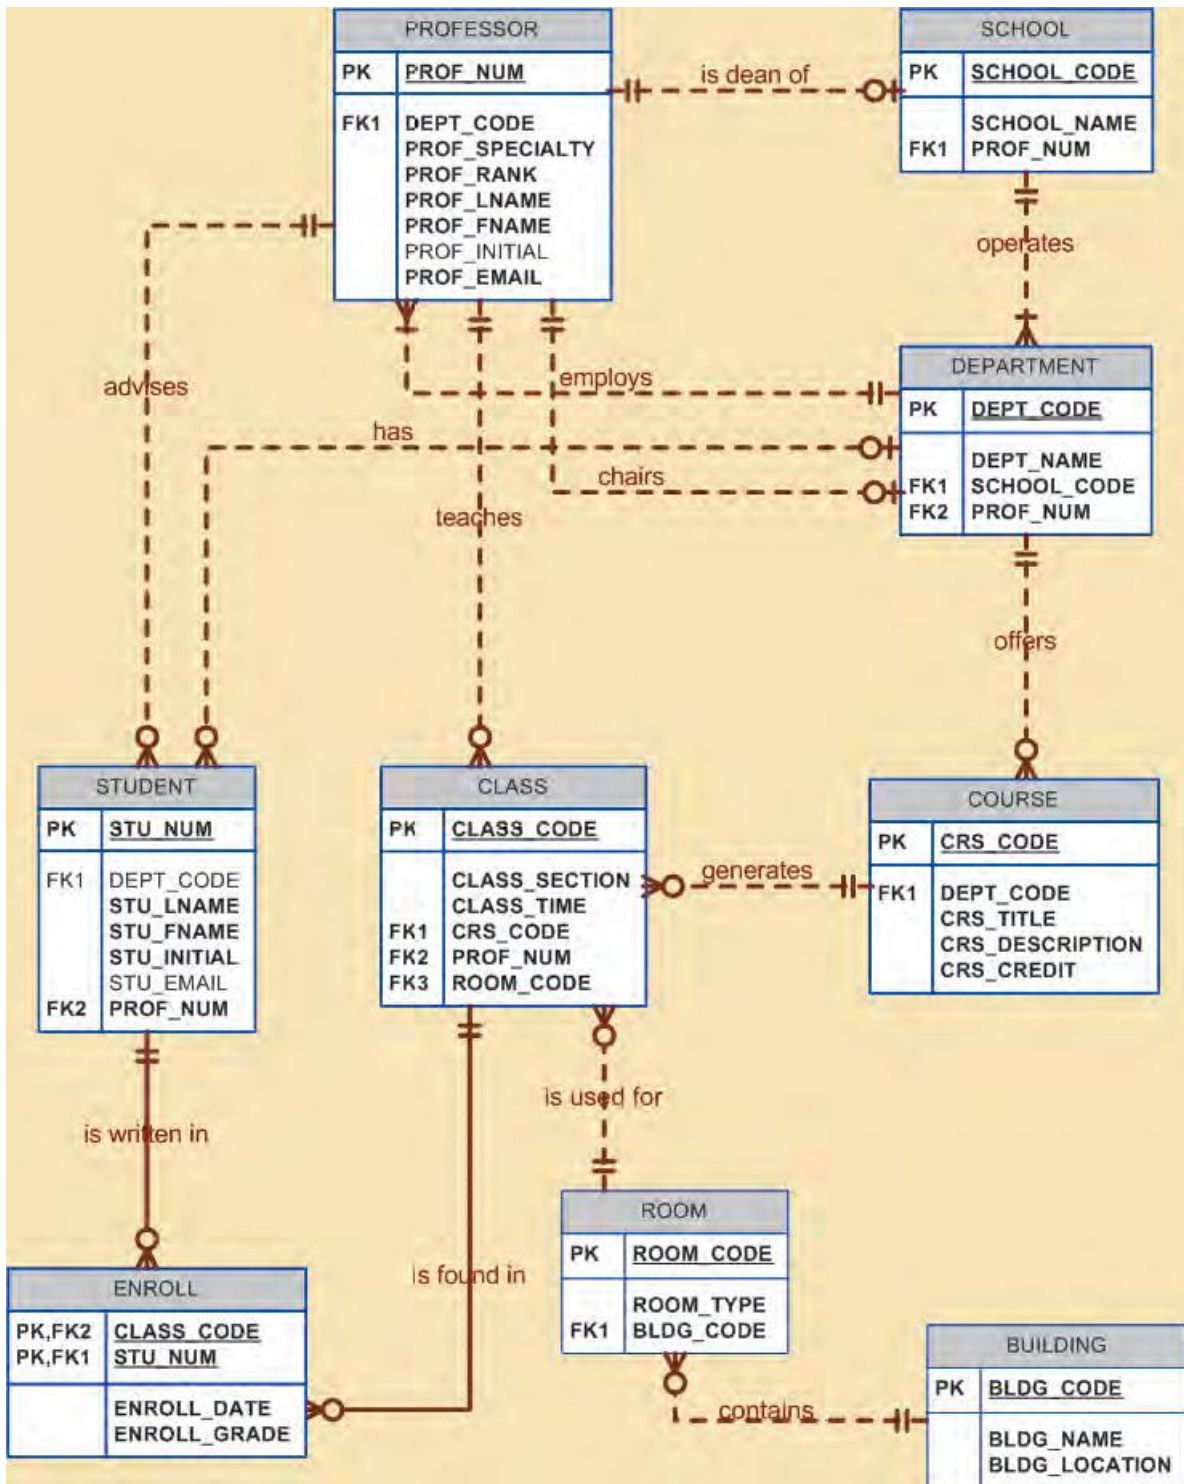 PROFESSOR
PK PROF_NUM
FK1 DEPT_CODE
PROF_SPECIALTY
PROF_RANK
PROF_LNAME
PROF_FNAME
PROF_INITIAL
PROF_EMAIL
is dean of
SCHOOL
PK SCHOOL_CODE
SCHOOL_NAME
FK1 PROF_NUM
operates
advises
employs
has
chairs
teaches
DEPARTMENT
PK DEPT_CODE
DEPT_NAME
FK1 SCHOOL_CODE
FK2 PROF_NUM
offers
STUDENT
PK STU_NUM
FK1 DEPT_CODE
STU_LNAME
STU_FNAME
STU_INITIAL
STU_EMAIL
FK2 PROF_NUM
CLASS
PK CLASS_CODE
CLASS_SECTION
CLASS_TIME
FK1 CRS_CODE
FK2 PROF_NUM
FK3 ROOM_CODE
generates
COURSE
PK CRS_CODE
FK1 DEPT_CODE
CRS_TITLE
CRS_DESCRIPTION
CRS_CREDIT
is used for
is written in
is found in
ROOM
PK ROOM_CODE
ROOM_TYPE
FK1 BLDG_CODE
ENROLL
PK,FK2 CLASS_CODE
PK,FK1 STU_NUM
ENROLL_DATE
ENROLL_GRADE
contains
BUILDING
PK BLDG_CODE
BLDG_NAME
BLDG_LOCATION